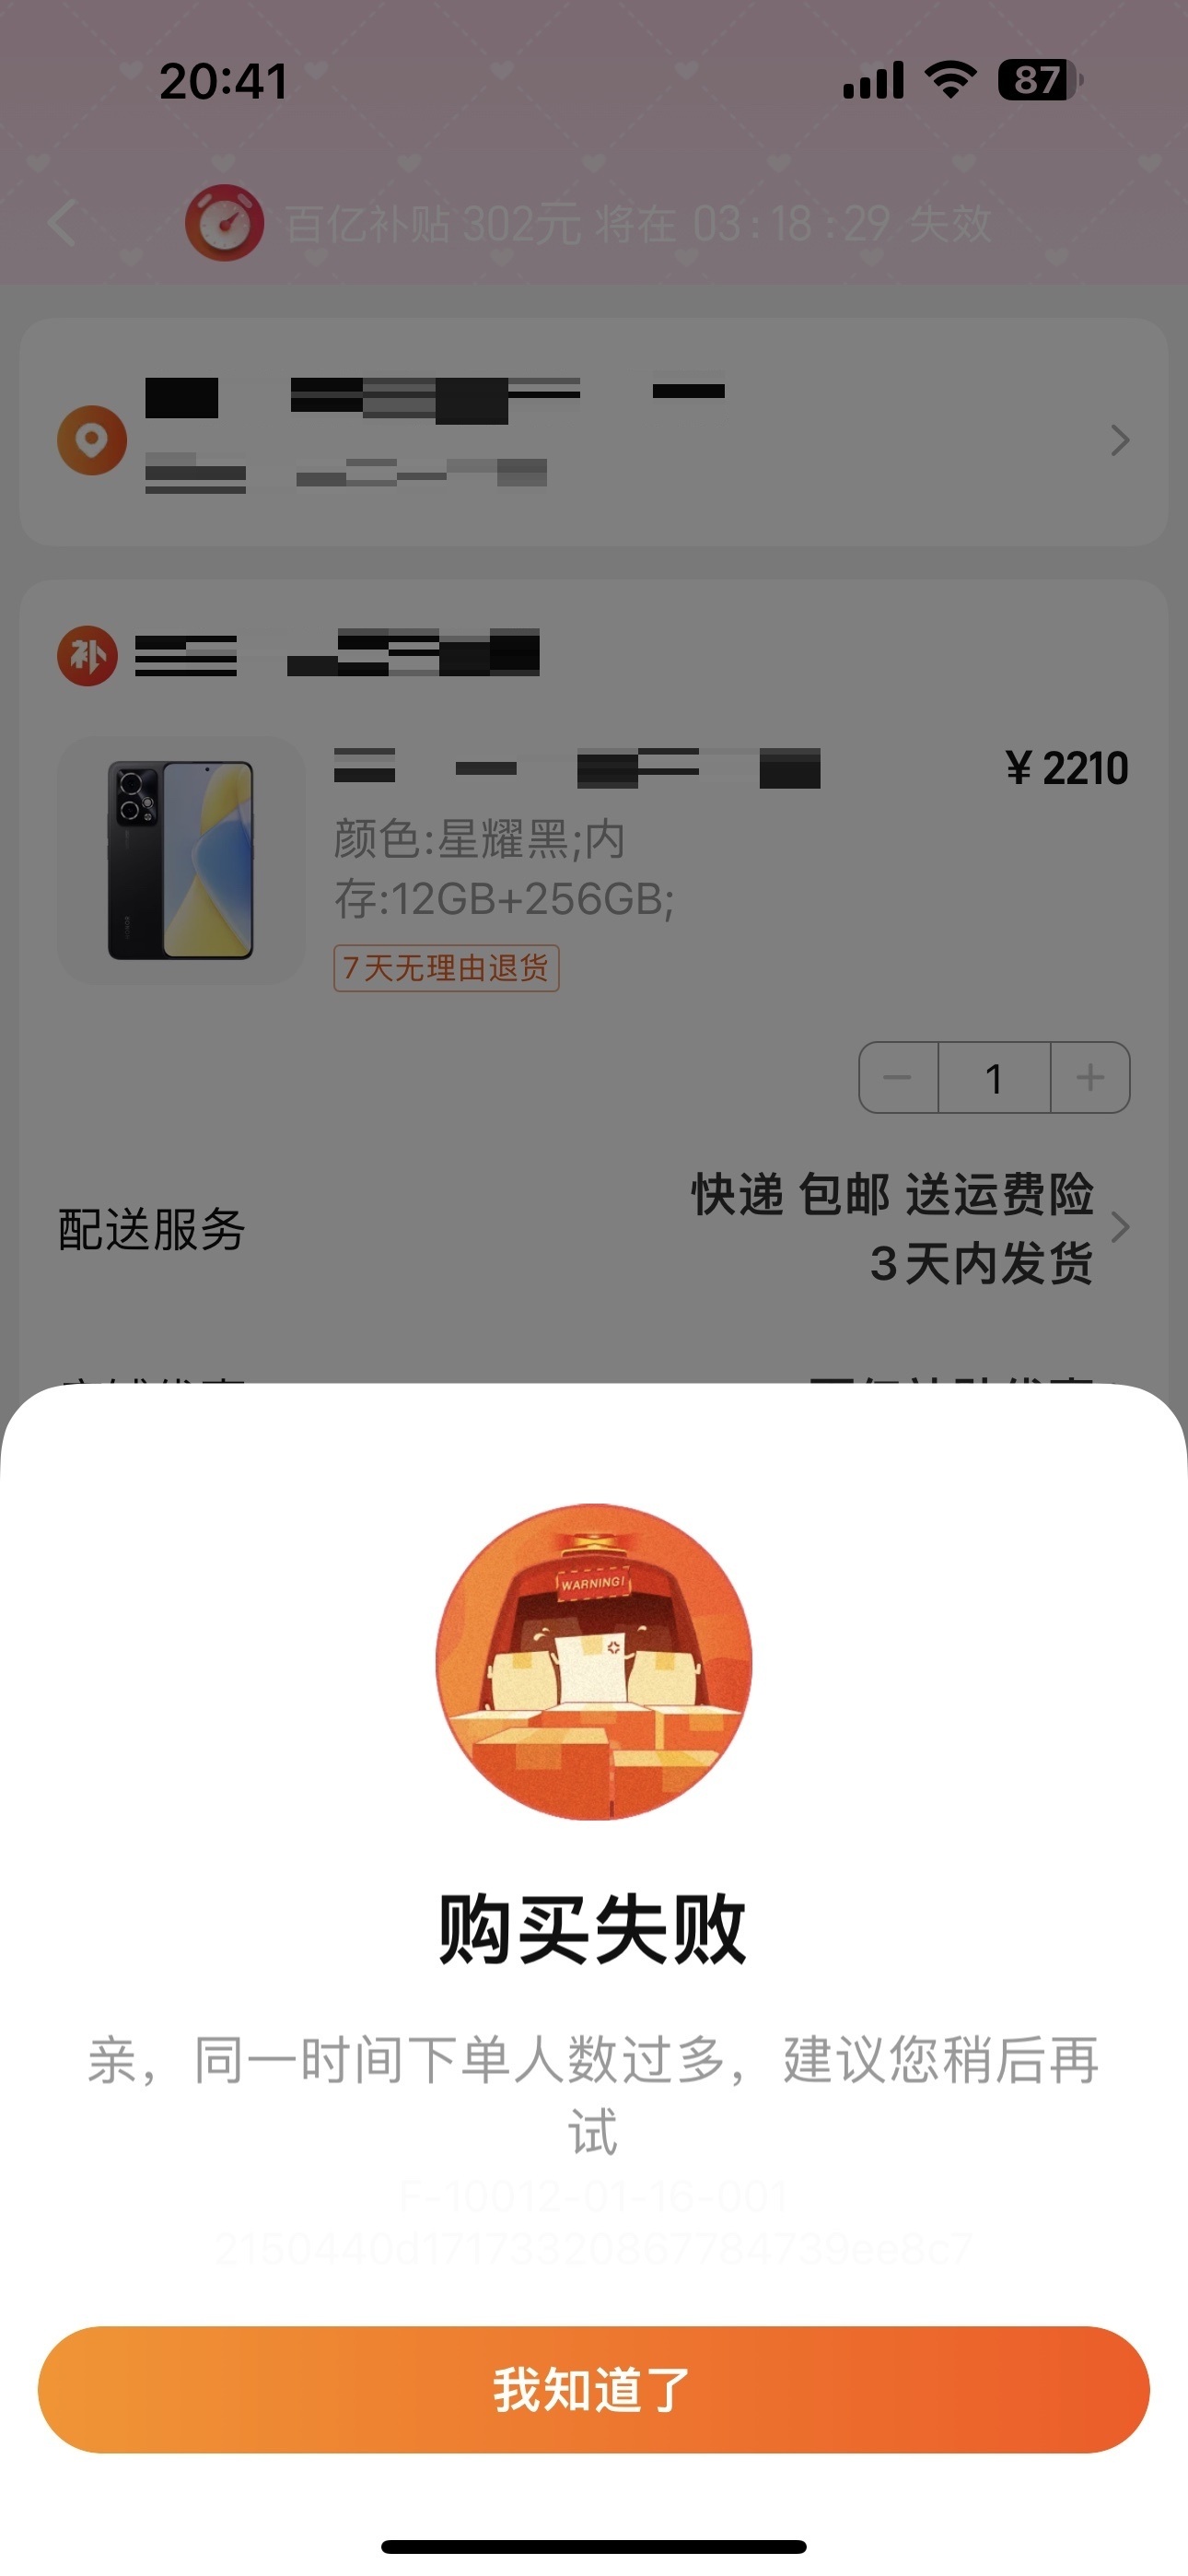 20:41
87
百亿补贴 302元 将在 03:18:29 失效
补
¥ 2210
颜色:星耀黑;内
存:12GB+256GB;
7天无理由退货
1
配送服务
快递 包邮 送运费险
3天内发货
WARNING!
购买失败
亲，同一时间下单人数过多，建议您稍后再
试
F-10012-01-16-001
2150440d17173320867784739ee8c7
我知道了